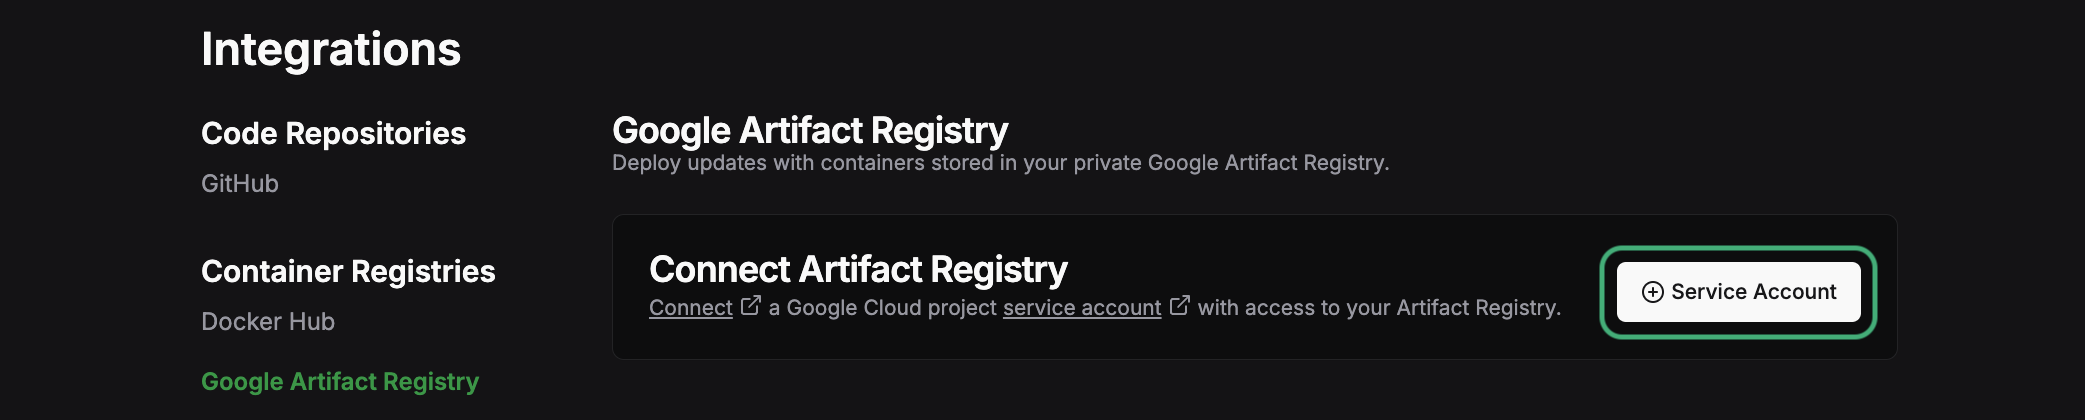 Integrations
Code Repositories
GitHub
Container Registries
Docker Hub
Google Artifact Registry
Google Artifact Registry
Deploy updates with containers stored in your private Google Artifact Registry.
Connect Artifact Registry
Connect a Google Cloud project service account with access to your Artifact Registry.
Service Account